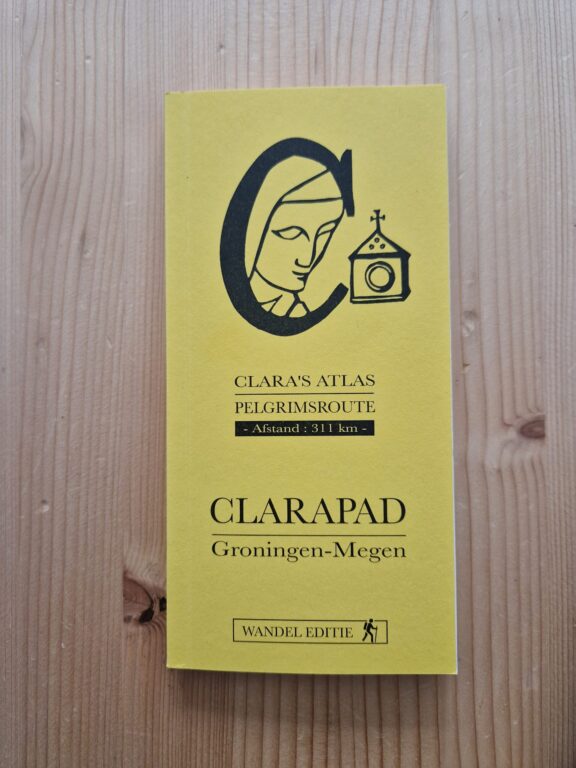 C
CLARA'S ATLAS
PELGRIMSROUTE
- Afstand : 311 km -
CLARAPAD
Groningen-Megen
WANDEL EDITIE